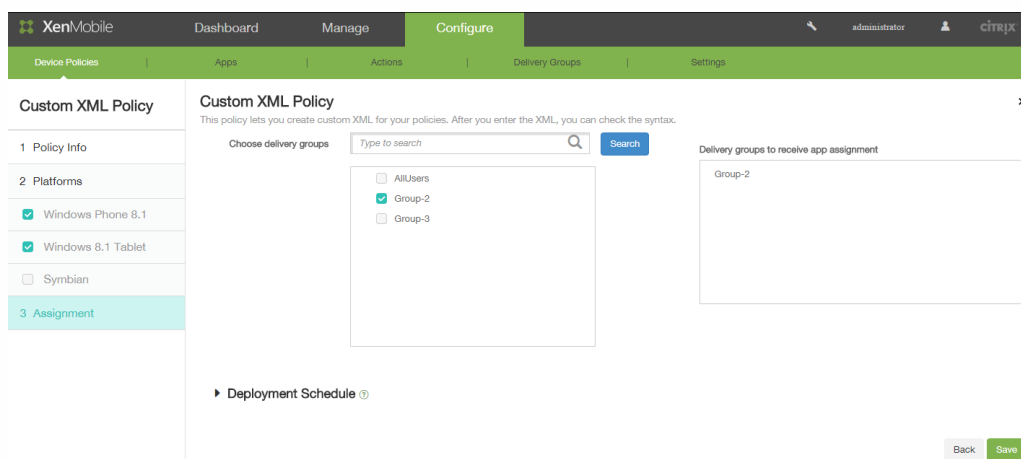 XenMobile Dashboard Manage Configure administrator CITRIX
Device Policies | Apps | Actions | Delivery Groups | Settings
Custom XML Policy
1 Policy Info
2 Platforms
Windows Phone 8.1
Windows 8.1 Tablet
Symbian
3 Assignment
Custom XML Policy
This policy lets you create custom XML for your policies. After you enter the XML, you can check the syntax.
Choose delivery groups Type to search Search
AllUsers
Group-2
Group-3
Delivery groups to receive app assignment
Group-2
Deployment Schedule ?
Back Save